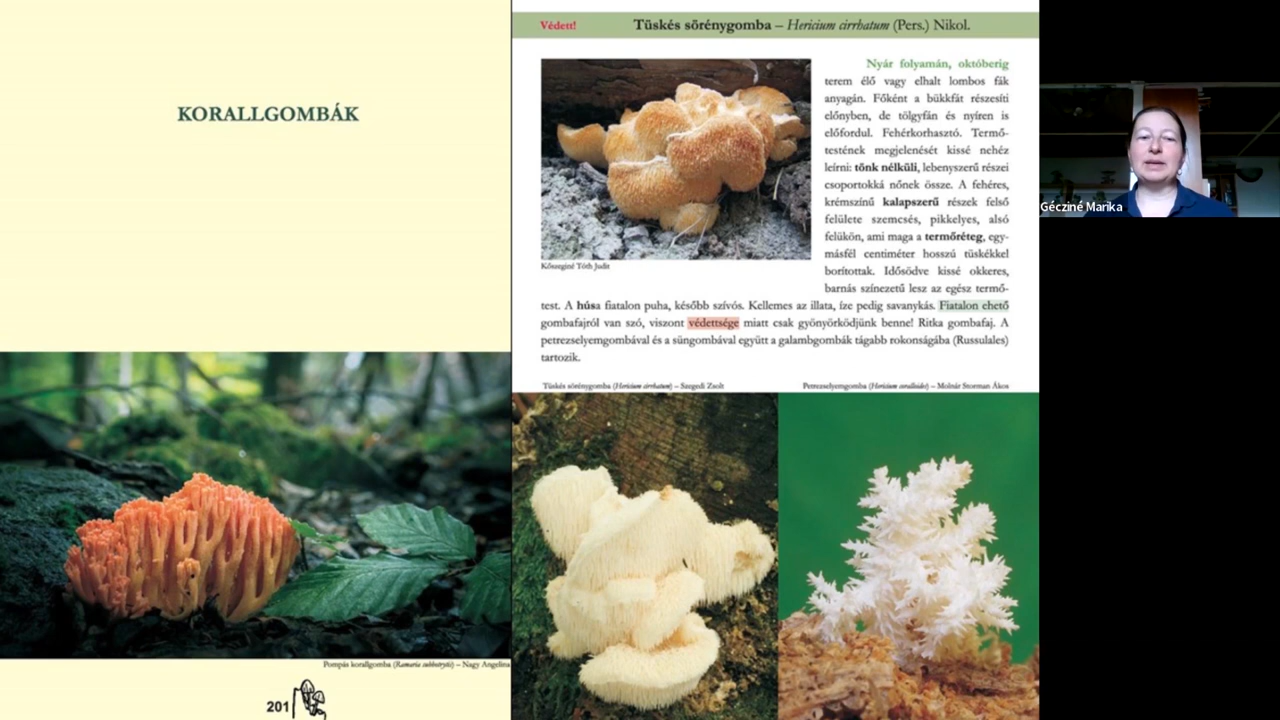 KORALLGOMBÁK
Pompás korallgomba (Ramaria subbotrytis) – Nagy Angelina
201
Védett!
Tüskés sörénygomba – Hericium cirrhatum (Pers.) Nikol.
Kőszeginé Tóth Judit
Nyár folyamán, októberig
terem élő vagy elhalt lombos fák
anyagán. Főként a bükkfát részesíti
előnyben, de tölgyfán és nyíren is
előfordul. Fehérkorhasztó. Termő-
testének megjelenését kissé nehéz
leírni: tönk nélküli, lebenyszerű részei
csoportokká nőnek össze. A fehéres,
krémszínű kalapszerű részek felső
felülete szemcsés, pikkelyes, alsó
felükön, ami maga a termőréteg, egy-
másfél centiméter hosszú tüskékkel
borítottak. Idősödve kissé okkeres,
barnás színezetű lesz az egész termő-
test. A húsa fiatalon puha, később szívós. Kellemes az illata, íze pedig savanykás. Fiatalon ehető
gombafajról van szó, viszont védettsége miatt csak gyönyörködjünk benne! Ritka gombafaj. A
petrezselyemgombával és a süngombával együtt a galambgombák tágabb rokonságába (Russulales)
tartozik.
Tüskés sörénygomba (Hericium cirrhatum) – Szegedi Zsolt
Petrezselyemgomba (Hericium coralloides) – Molnár Storman Ákos
Gécziné Marika